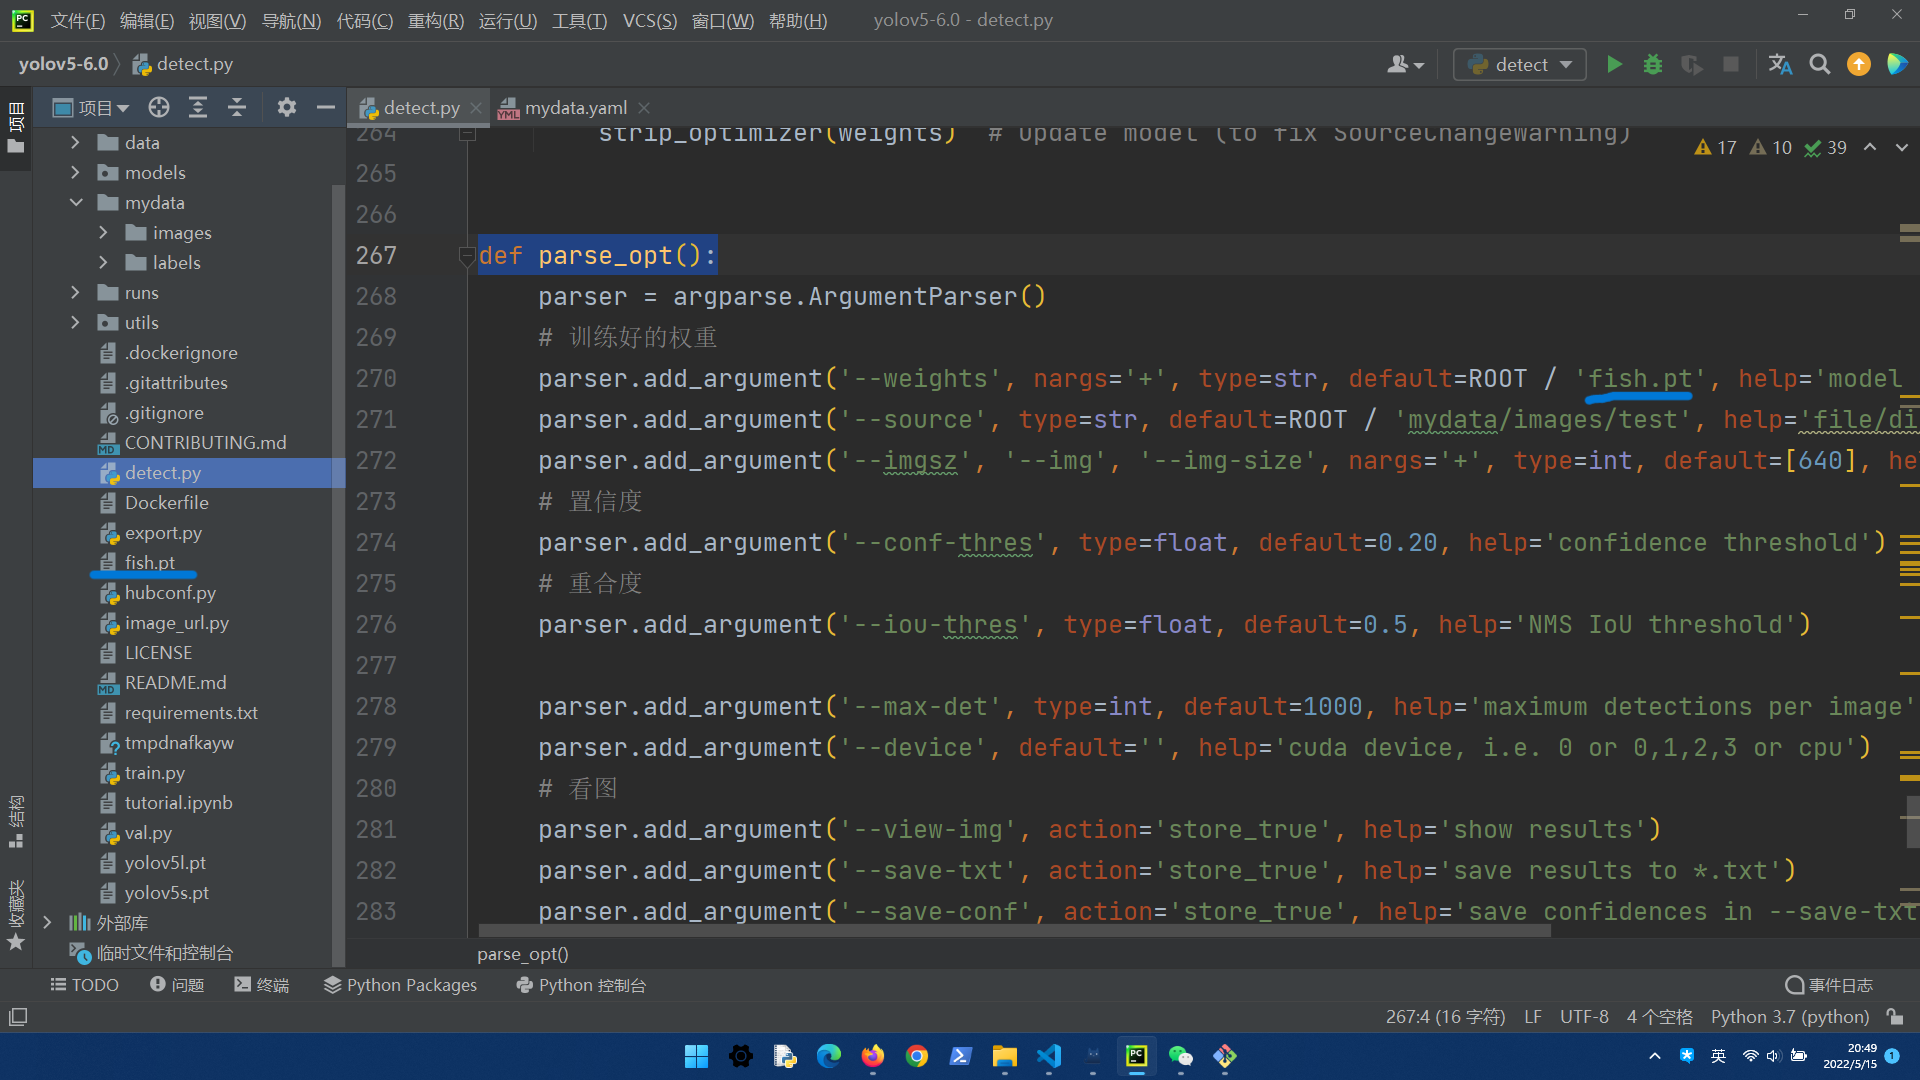 文件(F) 编辑(E) 视图(V) 导航(N) 代码(C) 重构(R) 运行(U) 工具(T) VCS(S) 窗口(W) 帮助(H) yolov5-6.0 - detect.py
yolov5-6.0 detect.py detect
项目 detect.py mydata.yaml
项目
结构
收藏夹
data
models
mydata
images
labels
runs
utils
.dockerignore
.gitattributes
.gitignore
CONTRIBUTING.md
detect.py
Dockerfile
export.py
fish.pt
hubconf.py
image_url.py
LICENSE
README.md
requirements.txt
tmpdnafkayw
train.py
tutorial.ipynb
val.py
yolov5l.pt
yolov5s.pt
外部库
临时文件和控制台
17 10 39
264 strip_optimizer(weights) # update model (to fix SourceChangeWarning)
265
266
267 def parse_opt():
268 parser = argparse.ArgumentParser()
269 # 训练好的权重
270 parser.add_argument('--weights', nargs='+', type=str, default=ROOT / 'fish.pt', help='model
271 parser.add_argument('--source', type=str, default=ROOT / 'mydata/images/test', help='file/di
272 parser.add_argument('--imgsz', '--img', '--img-size', nargs='+', type=int, default=[640], he
273 # 置信度
274 parser.add_argument('--conf-thres', type=float, default=0.20, help='confidence threshold')
275 # 重合度
276 parser.add_argument('--iou-thres', type=float, default=0.5, help='NMS IoU threshold')
277
278 parser.add_argument('--max-det', type=int, default=1000, help='maximum detections per image'
279 parser.add_argument('--device', default='', help='cuda device, i.e. 0 or 0,1,2,3 or cpu')
280 # 看图
281 parser.add_argument('--view-img', action='store_true', help='show results')
282 parser.add_argument('--save-txt', action='store_true', help='save results to *.txt')
283 parser.add_argument('--save-conf', action='store_true', help='save confidences in --save-txt
parse_opt()
TODO 问题 终端 Python Packages Python 控制台 事件日志
267:4 (16 字符) LF UTF-8 4 个空格 Python 3.7 (python)
英 20:49
2022/5/15 1